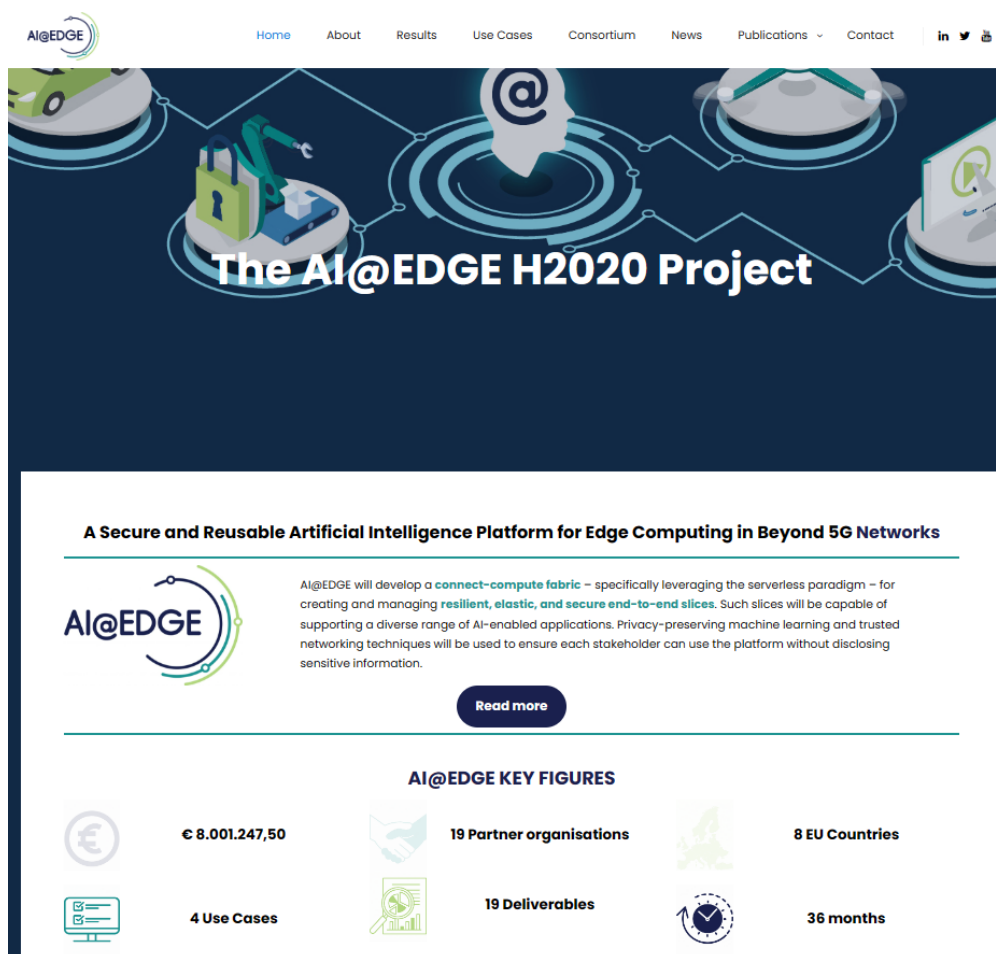 AI@EDGE
Home About Results Use Cases Consortium News Publications Contact
@
The AI@EDGE H2020 Project
A Secure and Reusable Artificial Intelligence Platform for Edge Computing in Beyond 5G Networks
AI@EDGE
AI@EDGE will develop a connect-compute fabric – specifically leveraging the serverless paradigm – for
creating and managing resilient, elastic, and secure end-to-end slices. Such slices will be capable of
supporting a diverse range of AI-enabled applications. Privacy-preserving machine learning and trusted
networking techniques will be used to ensure each stakeholder can use the platform without disclosing
sensitive information.
Read more
AI@EDGE KEY FIGURES
€ 8.001.247,50
19 Partner organisations
8 EU Countries
4 Use Cases
19 Deliverables
36 months